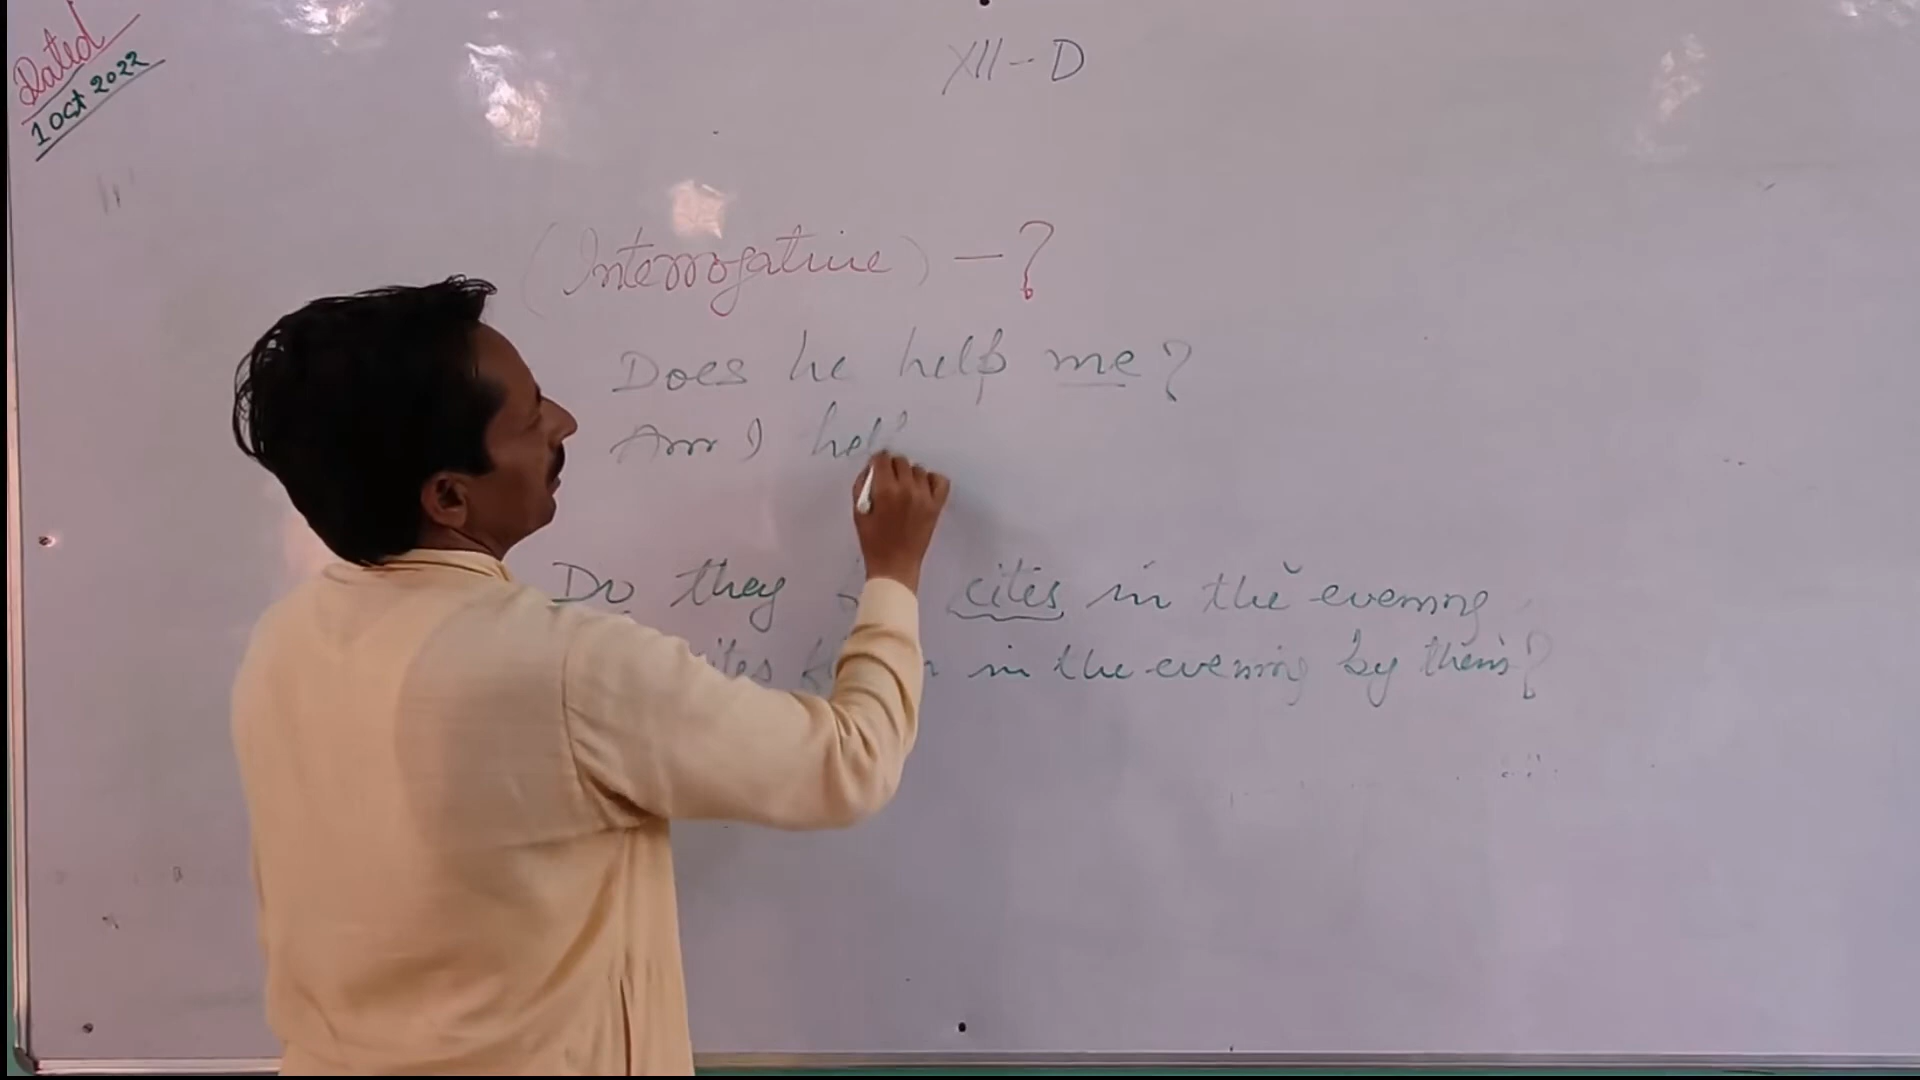 Dated
1 Oct 2022
XII-D
(Interrogative) - ?
Does he help me?
Am I hel
Do they cites in the evening
in the evening by them?